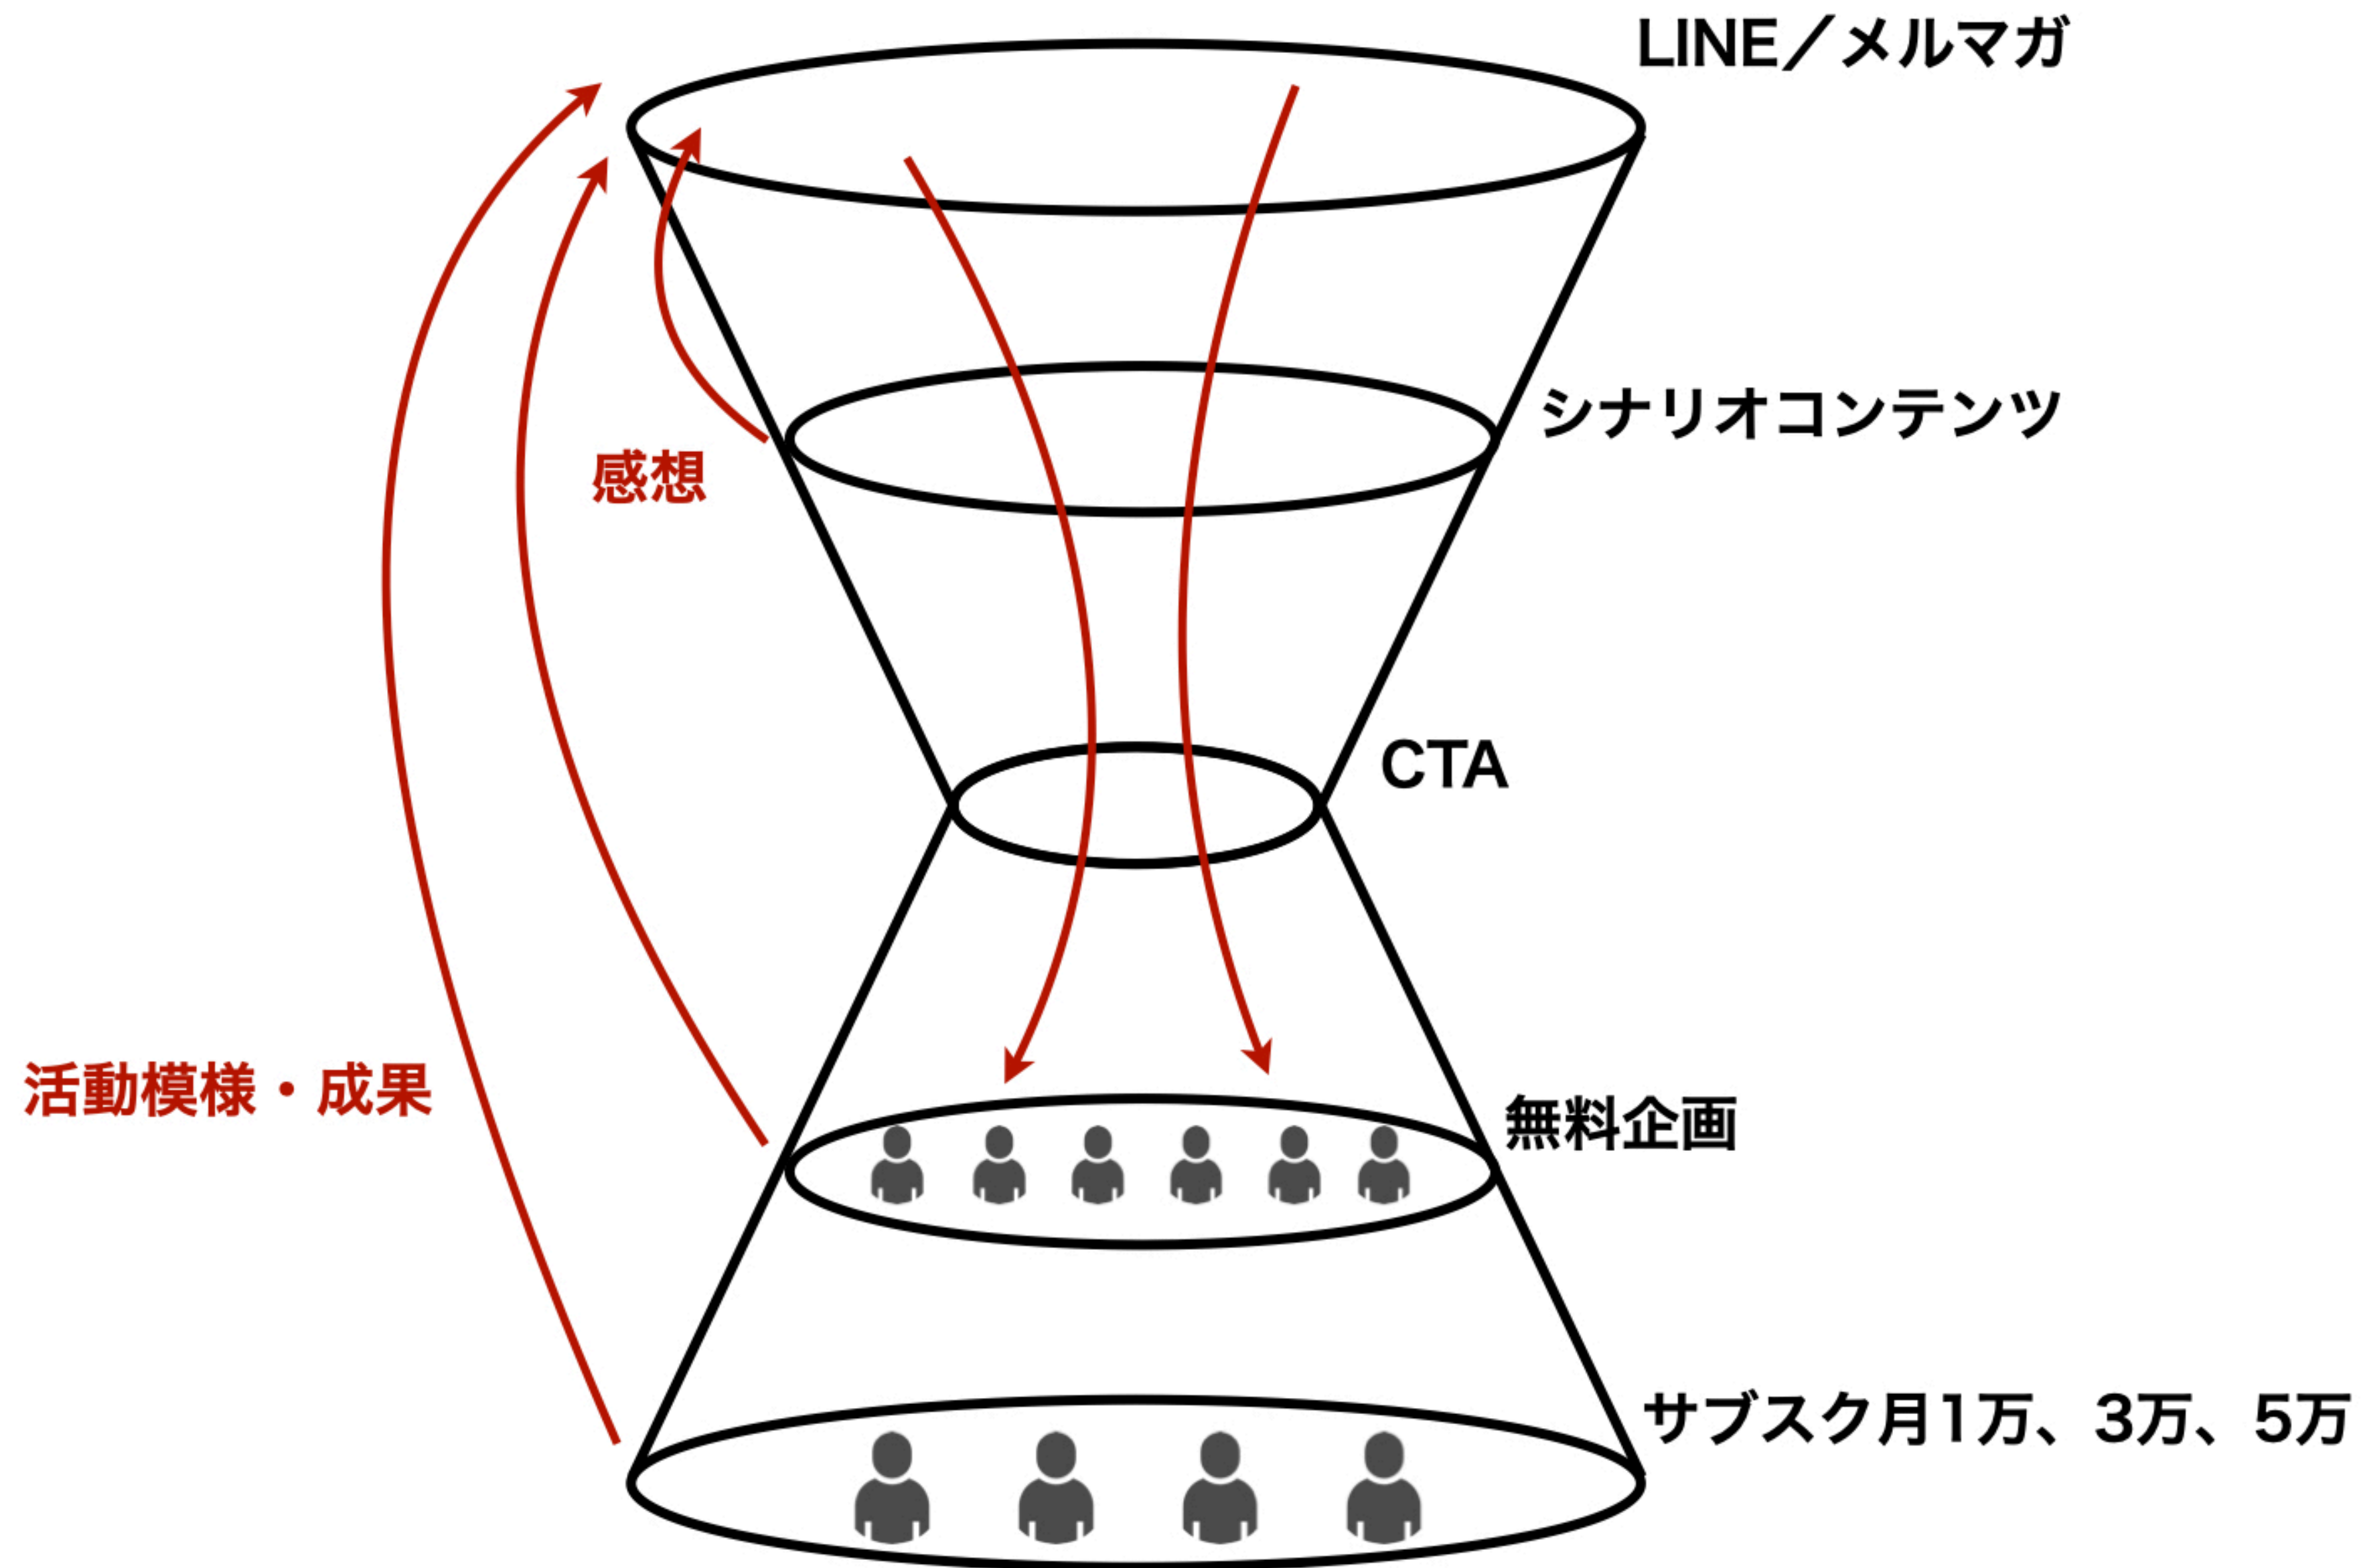 LINE／メルマガ
シナリオコンテンツ
感想
CTA
活動模様・成果
無料企画
サブスク月1万、3万、5万